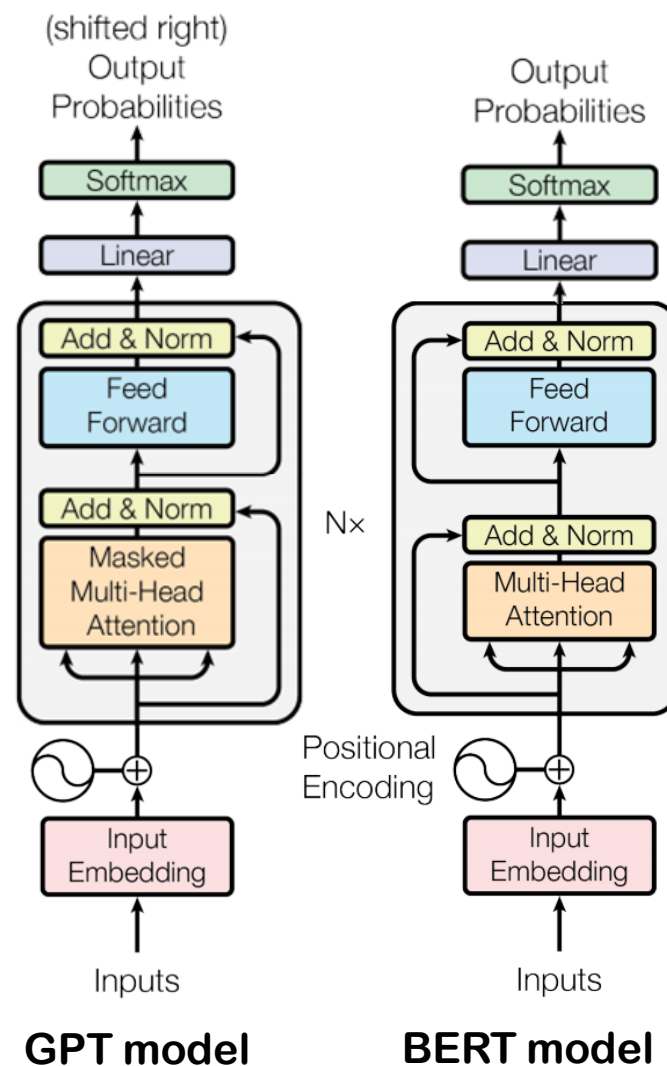 (shifted right)
Output
Probabilities
Softmax
Linear
Add & Norm
Feed
Forward
Add & Norm
Masked
Multi-Head
Attention
Input
Embedding
Inputs
GPT model
Nx
Positional
Encoding
Output
Probabilities
Softmax
Linear
Add & Norm
Feed
Forward
Add & Norm
Multi-Head
Attention
Input
Embedding
Inputs
BERT model